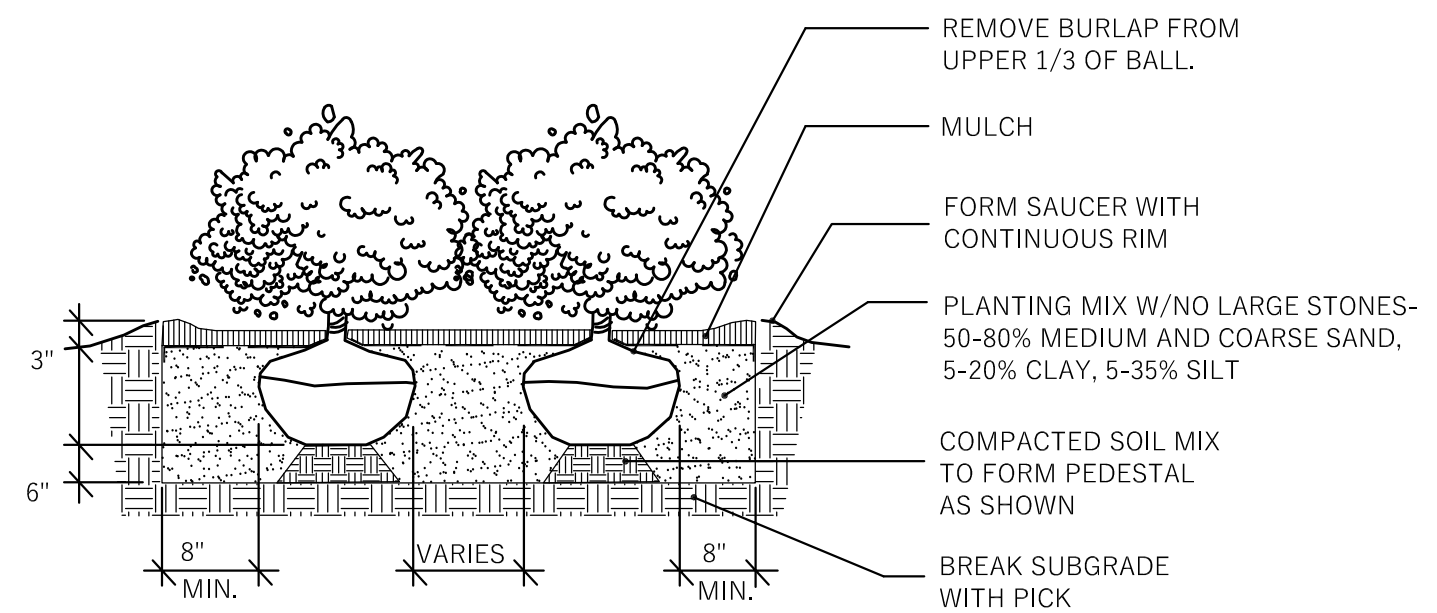 REMOVE BURLAP FROM
UPPER 1/3 OF BALL.
MULCH
FORM SAUCER WITH
CONTINUOUS RIM
PLANTING MIX W/NO LARGE STONES-
50-80% MEDIUM AND COARSE SAND,
5-20% CLAY, 5-35% SILT
COMPACTED SOIL MIX
TO FORM PEDESTAL
AS SHOWN
BREAK SUBGRADE
WITH PICK
3"
6"
8"
MIN.
VARIES
8"
MIN.